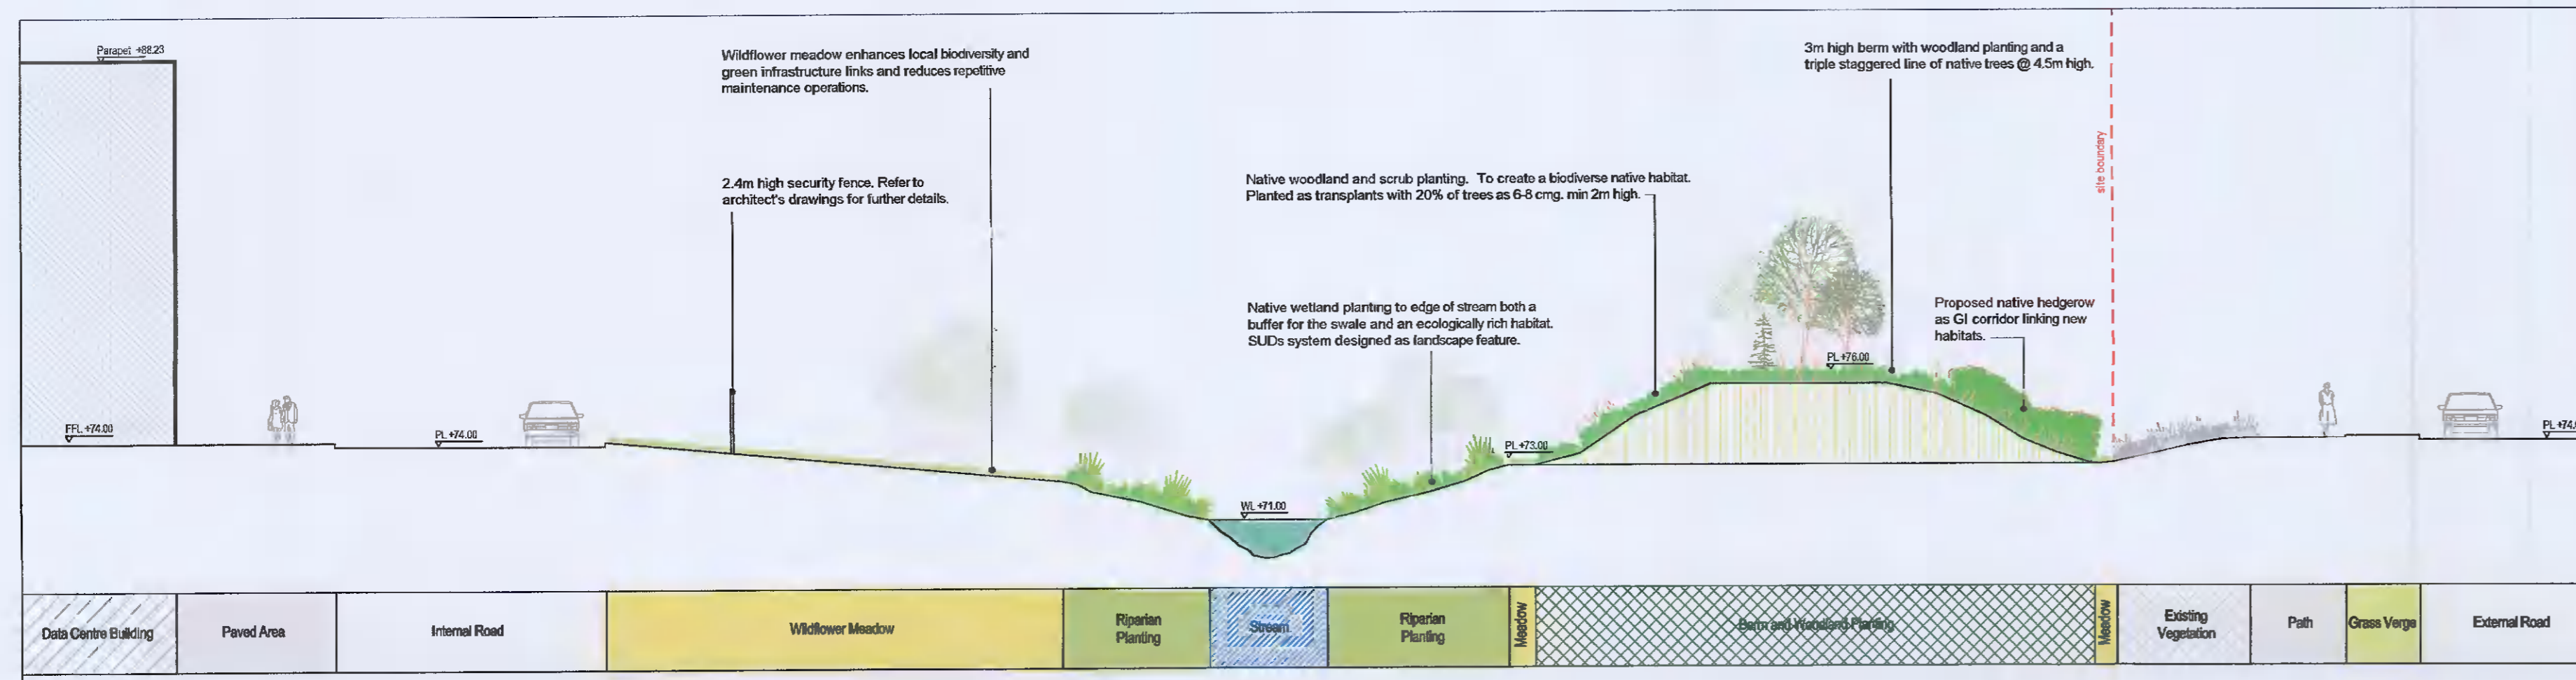 Parapet +88.23
Wildflower meadow enhances local biodiversity and
green infrastructure links and reduces repetitive
maintenance operations.
3m high berm with woodland planting and a
triple staggered line of native trees @ 4.5m high.
site boundary
2.4m high security fence. Refer to
architect's drawings for further details.
Native woodland and scrub planting. To create a biodiverse native habitat.
Planted as transplants with 20% of trees as 6-8 cmg. min 2m high.
Native wetland planting to edge of stream both a
buffer for the swale and an ecologically rich habitat.
SUDs system designed as landscape feature.
Proposed native hedgerow
as GI corridor linking new
habitats.
PL +76.00
FFL +74.00
PL +74.00
PL +73.00
WL +71.00
Data Centre Building
Paved Area
Internal Road
Wildflower Meadow
Riparian
Planting
Stream
Riparian
Planting
Meadow
Berm and Woodland Planting
Meadow
Existing
Vegetation
Path
Grass Verge
External Road